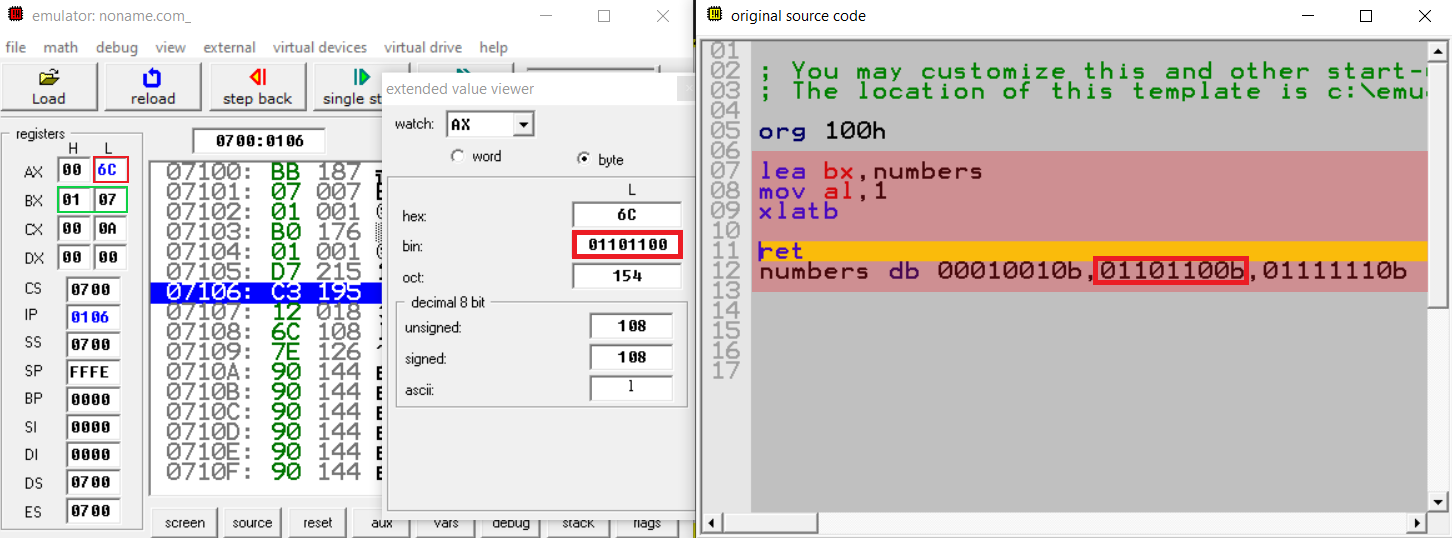 emulator: noname.com_
file math debug view external virtual devices virtual drive help
Load reload step back single
registers
H L
AX 00 6C
BX 01 07
CX 00 0A
DX 00 00
CS 0700
IP 0106
SS 0700
SP FFFE
BP 0000
SI 0000
DI 0000
DS 0700
ES 0700
0700:0106
07100: BB 187
07101: 07 007
07102: 01 001
07103: B0 176
07104: 01 001
07105: D7 215
07106: C3 195
07107: 12 018
07108: 6C 108
07109: 7E 126
0710A: 90 144
0710B: 90 144
0710C: 90 144
0710D: 90 144
0710E: 90 144
0710F: 90 144
screen source reset aux vars debug stack flags
extended value viewer
watch: AX
word byte
L
hex: 6C
bin: 01101100
oct: 154
decimal 8 bit
unsigned: 108
signed: 108
ascii: l
original source code
01
02 ; You may customize this and other start-
03 ; The location of this template is c:\emu
04
05 org 100h
06
07 lea bx,numbers
08 mov al,1
09 xlatb
10
11 ret
12 numbers db 00010010b,01101100b,01111110b
13
14
15
16
17